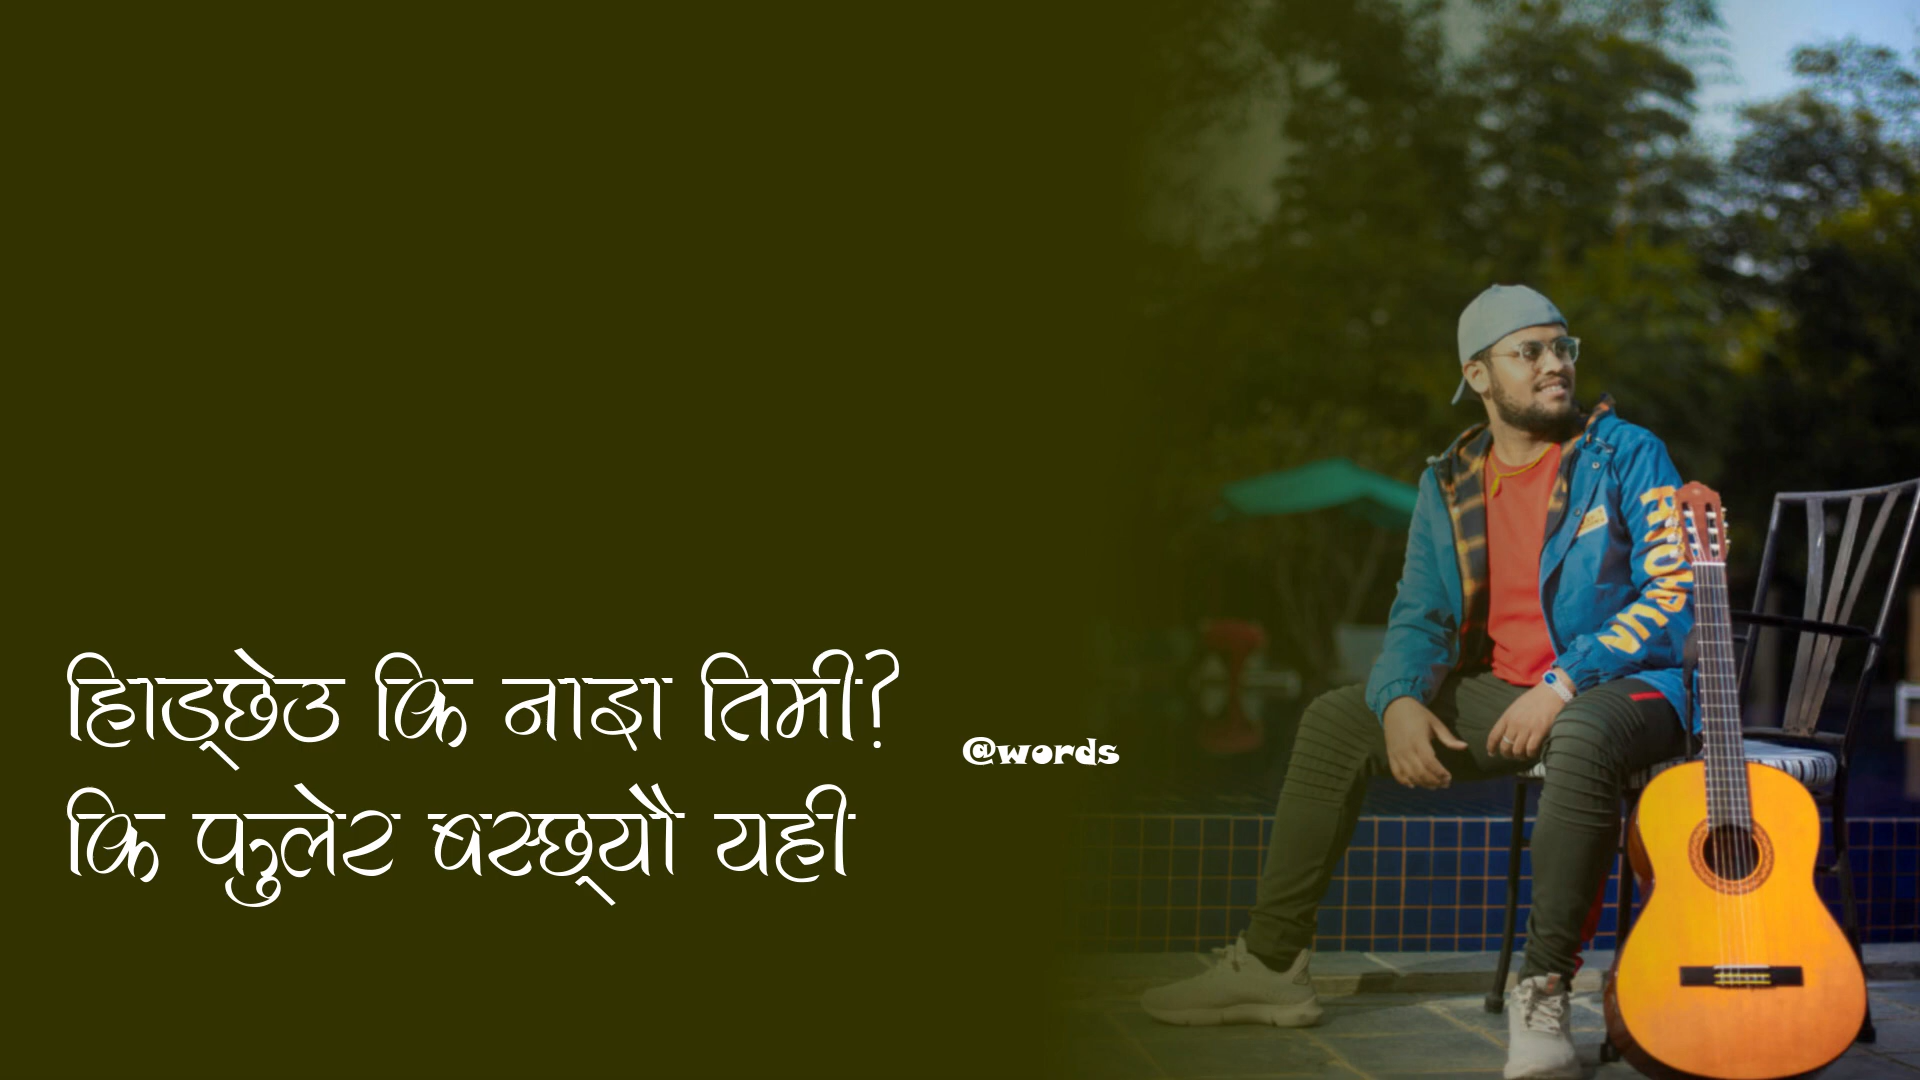 हिाड्छेउ कि नाइा तिमी?
कि फुलेर बस्छ्यौ यही
@words